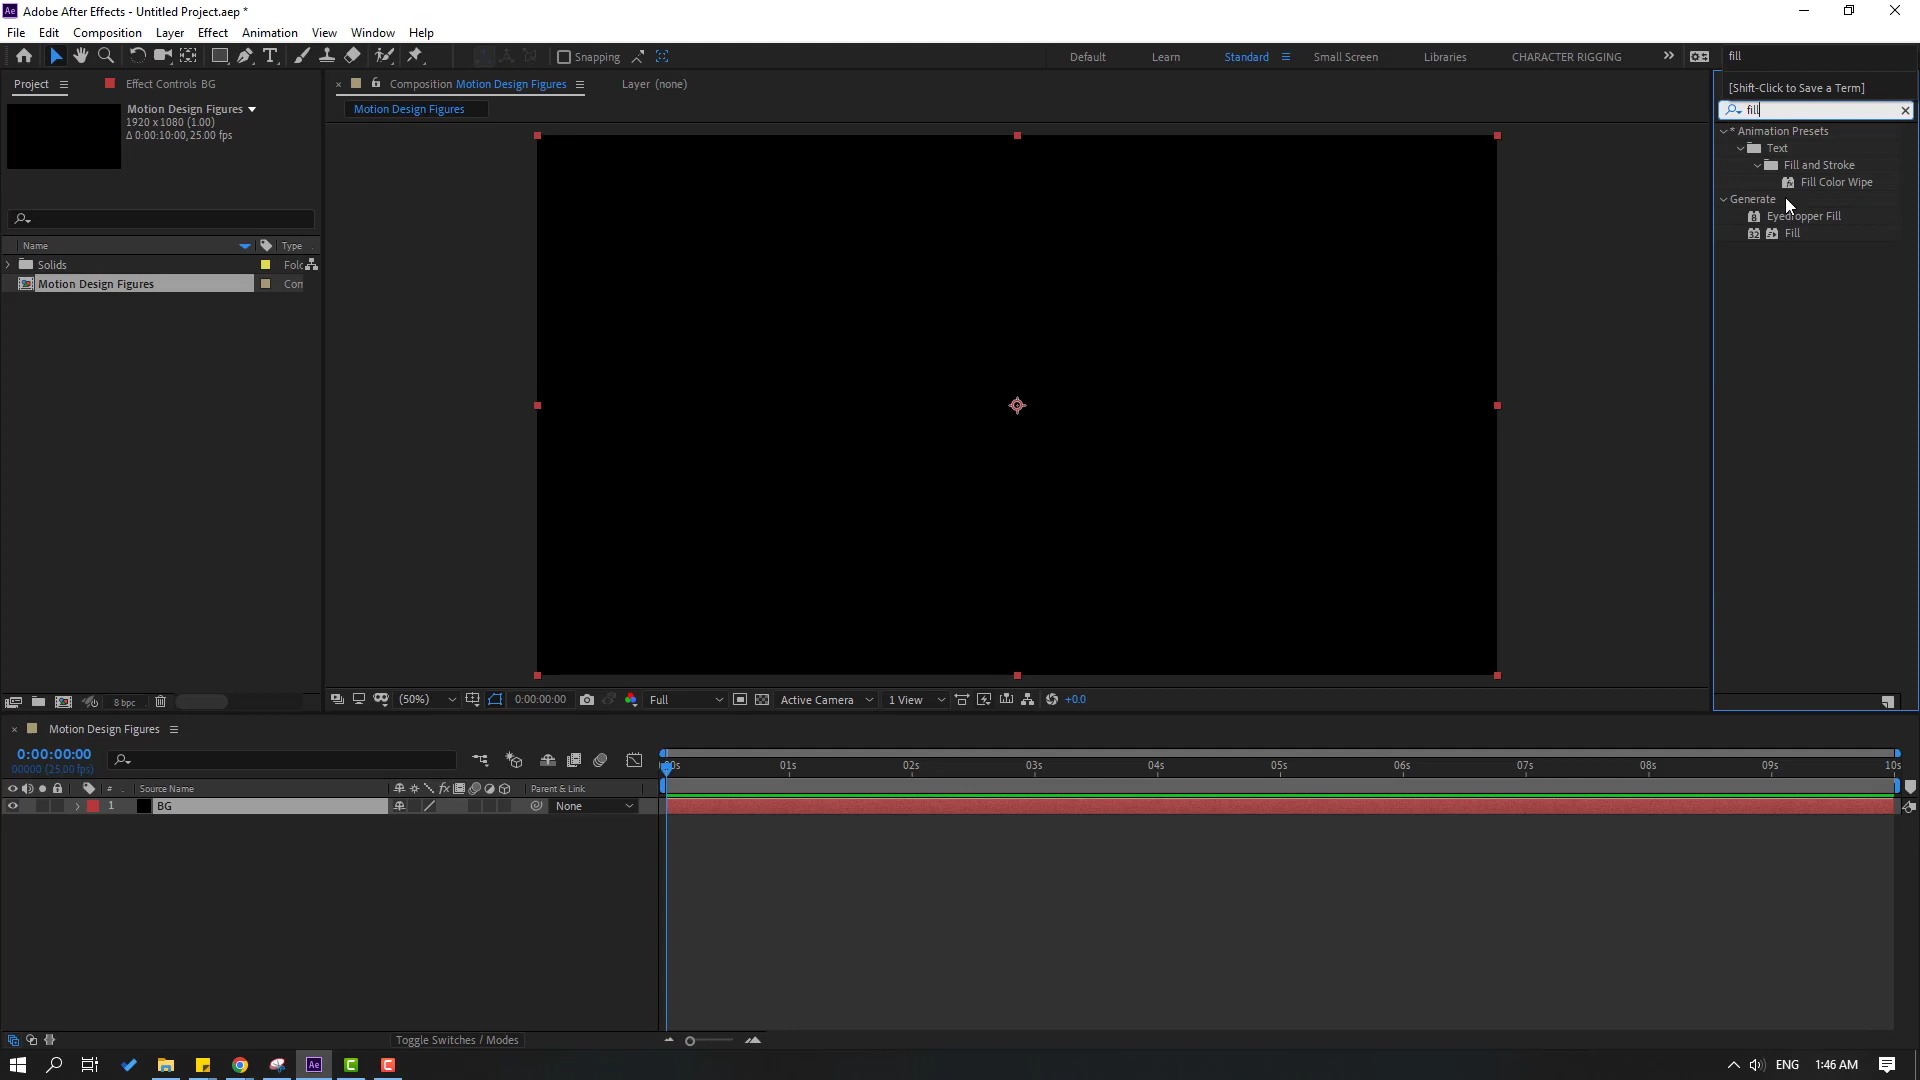 Adobe After Effects - Untitled Project.aep *
File Edit Composition Layer Effect Animation View Window Help
Snapping
Default Learn Standard Small Screen Libraries CHARACTER RIGGING
fill
Project
Effect Controls BG
Composition Motion Design Figures
Layer (none)
[Shift-Click to Save a Term]
Motion Design Figures
1920 x 1080 (1.00)
Δ 0:00:10:00, 25.00 fps
Motion Design Figures
fill
* Animation Presets
Text
Fill and Stroke
Fill Color Wipe
Generate
Eyedropper Fill
Fill
Name Type
Solids Folc
Motion Design Figures Con
8 bpc
(50%) 0:00:00:00 Full Active Camera 1 View +0.0
Motion Design Figures
0:00:00:00
00000 (25.00 fps)
00s 01s 02s 03s 04s 05s 06s 07s 08s 09s 10s
# Source Name fx Parent & Link
1 BG None
Toggle Switches / Modes
Ae ENG 1:46 AM